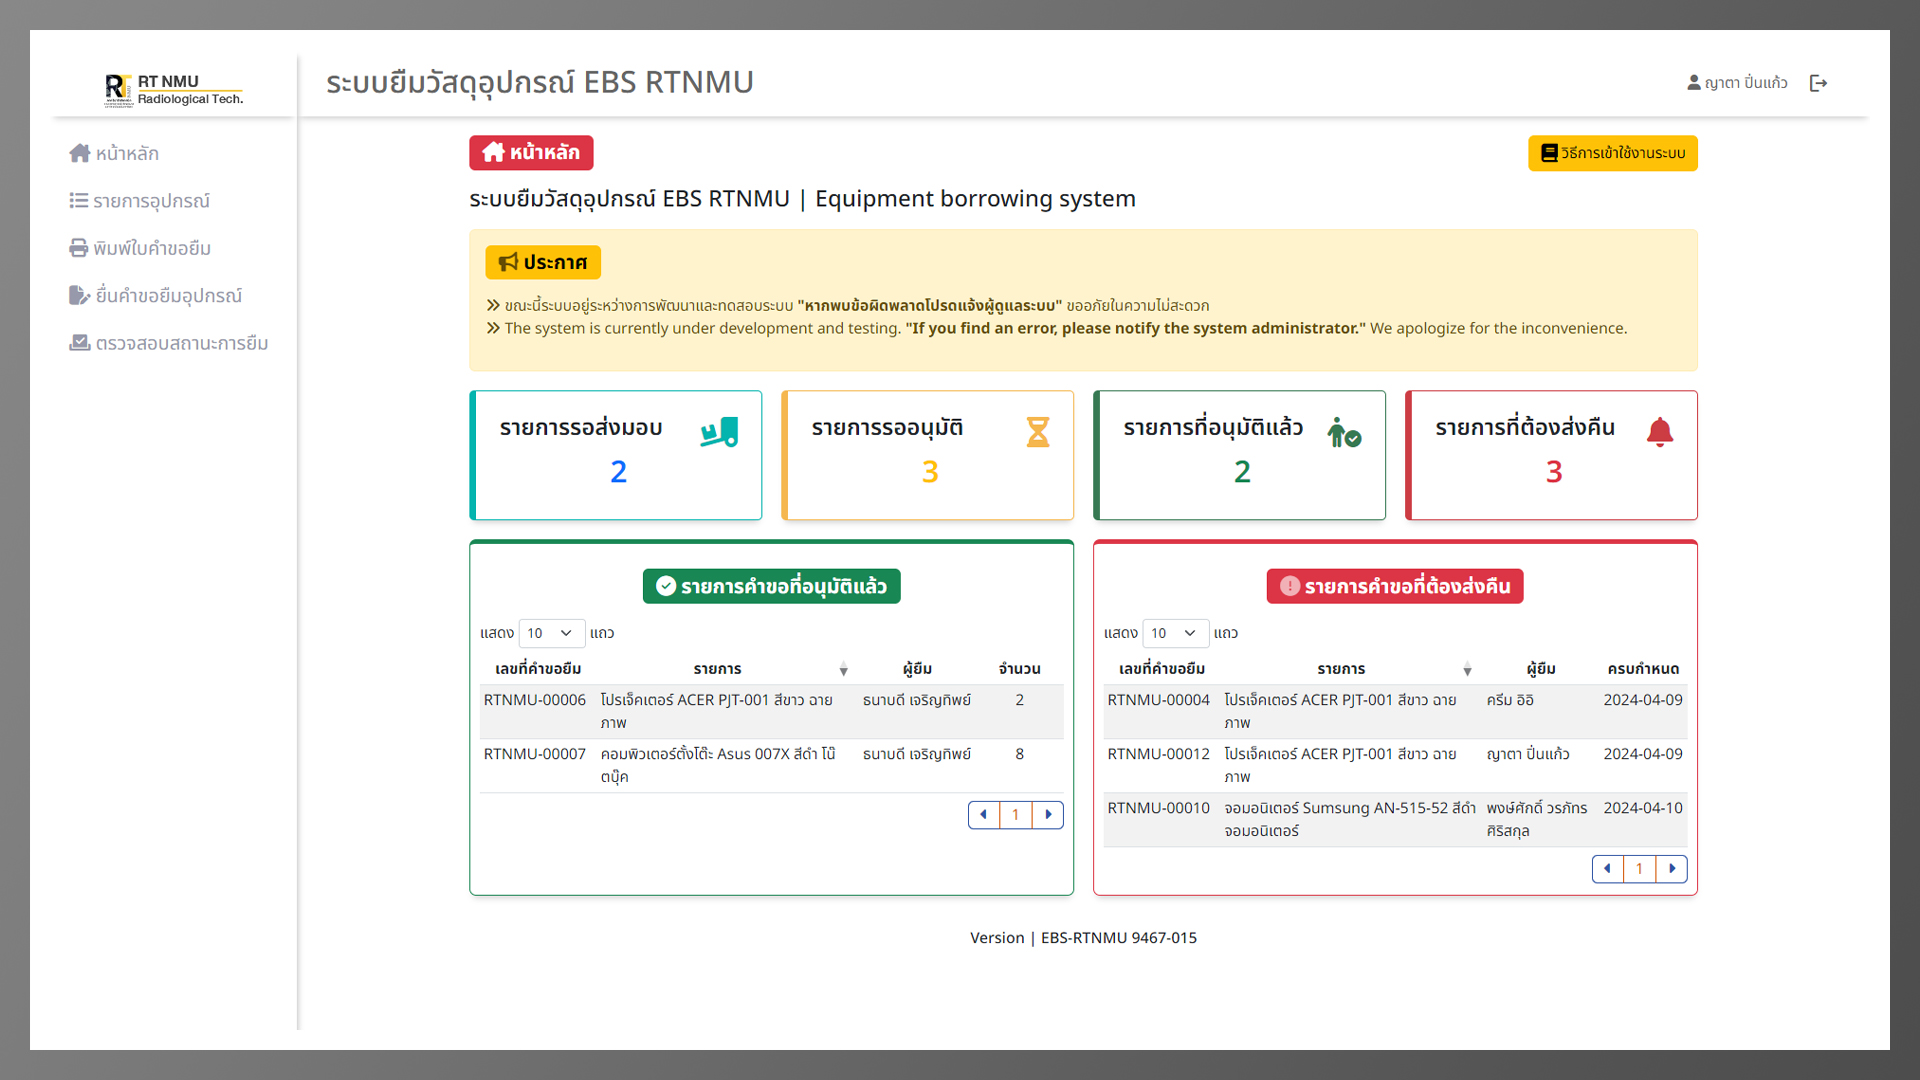 RT NMU
Radiological Tech.
ระบบยืมวัสดุอุปกรณ์ EBS RTNMU
ญาตา ปิ่นแก้ว
หน้าหลัก
รายการอุปกรณ์
พิมพ์ใบคำขอยืม
ยื่นคำขอยืมอุปกรณ์
ตรวจสอบสถานะการยืม
หน้าหลัก
วิธีการเข้าใช้งานระบบ
ระบบยืมวัสดุอุปกรณ์ EBS RTNMU | Equipment borrowing system
ประกาศ
ขณะนี้ระบบอยู่ระหว่างการพัฒนาและทดสอบระบบ "หากพบข้อผิดพลาดโปรดแจ้งผู้ดูแลระบบ" ขออภัยในความไม่สะดวก
The system is currently under development and testing. "If you find an error, please notify the system administrator." We apologize for the inconvenience.
รายการรอส่งมอบ
2
รายการรออนุมัติ
3
รายการที่อนุมัติแล้ว
2
รายการที่ต้องส่งคืน
3
รายการคำขอที่อนุมัติแล้ว
แสดง 10 แถว
เลขที่คำขอยืม รายการ ผู้ยืม จำนวน
RTNMU-00006 โปรเจ็คเตอร์ ACER PJT-001 สีขาว ฉาย ธนาบดี เจริญทิพย์ 2
ภาพ
RTNMU-00007 คอมพิวเตอร์ตั้งโต๊ะ Asus 007X สีดำ โน๊ ธนาบดี เจริญทิพย์ 8
ตบุ๊ค
1
รายการคำขอที่ต้องส่งคืน
แสดง 10 แถว
เลขที่คำขอยืม รายการ ผู้ยืม ครบกำหนด
RTNMU-00004 โปรเจ็คเตอร์ ACER PJT-001 สีขาว ฉาย ครีม อิอิ 2024-04-09
ภาพ
RTNMU-00012 โปรเจ็คเตอร์ ACER PJT-001 สีขาว ฉาย ญาตา ปิ่นแก้ว 2024-04-09
ภาพ
RTNMU-00010 จอมอนิเตอร์ Sumsung AN-515-52 สีดำ พงษ์ศักดิ์ วรภัทร 2024-04-10
จอมอนิเตอร์ ศิริสกุล
1
Version | EBS-RTNMU 9467-015